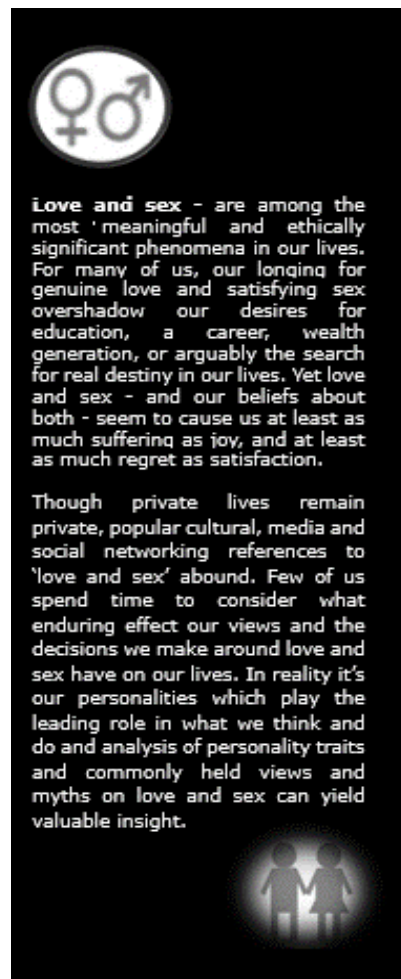 Love and sex - are among the
most ' meaningful and ethically
significant phenomena in our lives.
For many of us, our longing for
genuine love and satisfying sex
overshadow our desires for
education, a career, wealth
generation, or arguably the search
for real destiny in our lives. Yet love
and sex - and our beliefs about
both - seem to cause us at least as
much suffering as joy, and at least
as much regret as satisfaction.
Though private lives remain
private, popular cultural, media and
social networking references to
‘love and sex’ abound. Few of us
spend time to consider what
enduring effect our views and the
decisions we make around love and
sex have on our lives. In reality it’s
our personalities which play the
leading role in what we think and
do and analysis of personality traits
and commonly held views and
myths on love and sex can yield
valuable insight.